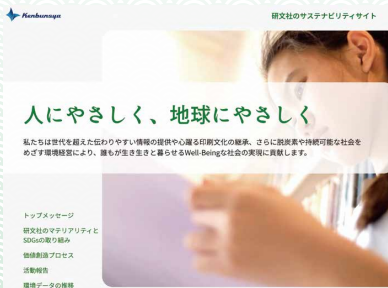 Kenbunsya
研文社のサステナビリティサイト
人にやさしく、地球にやさしく
私たちは世代を超えた伝わりやすい情報の提供や心躍る印刷文化の継承、さらに脱炭素や持続可能な社会を
めざす環境経営により、誰もが生き生きと暮らせるWell-Beingな社会の実現に貢献します。
トップメッセージ
研文社のマテリアリティと
SDGsの取り組み
価値創造プロセス
活動報告
環境データの推移